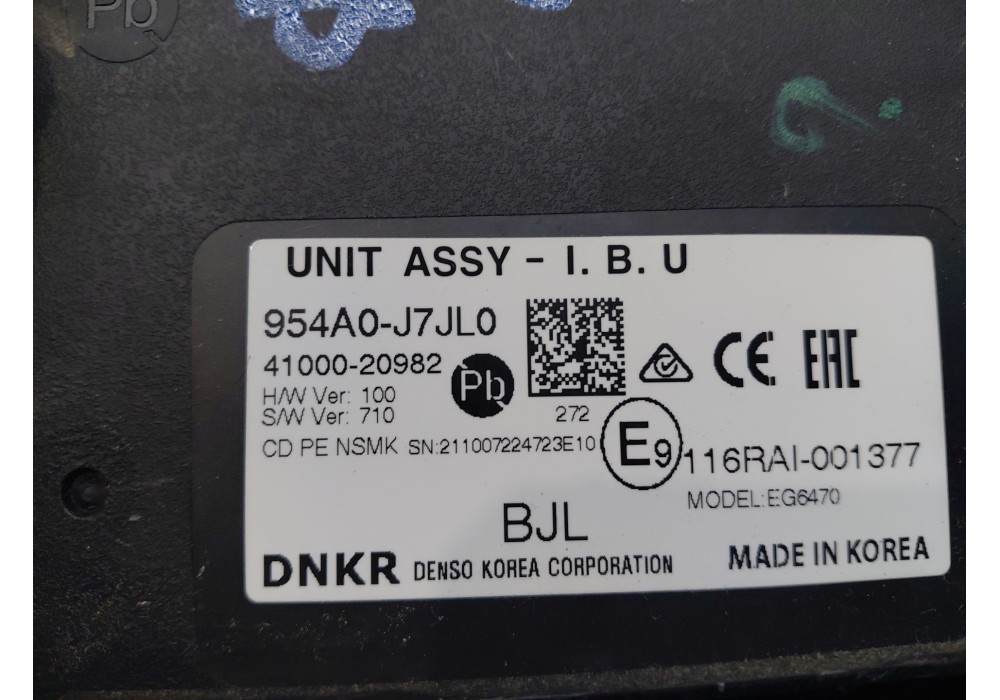 Pb
UNIT ASSY - I. B. U
954A0-J7JL0
41000-20982
Pb
H/W Ver: 100
S/W Ver: 710
272
CE
EAC
CD PE NSMK SN:211007224723E10
E9
116RAI-001377
MODEL:EG6470
BJL
DNKR DENSO KOREA CORPORATION
MADE IN KOREA